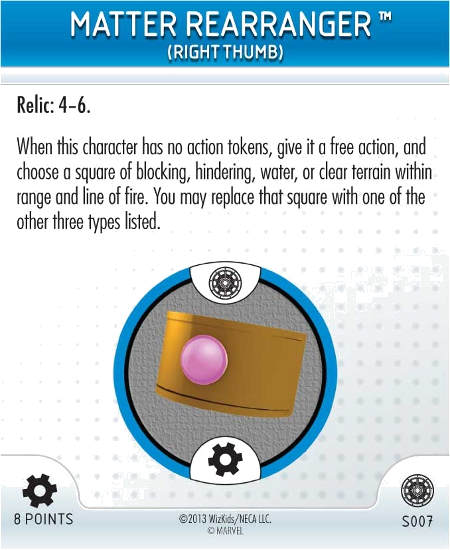 MATTER REARRANGER ™
(RIGHT THUMB)
Relic: 4–6.
When this character has no action tokens, give it a free action, and
choose a square of blocking, hindering, water, or clear terrain within
range and line of fire. You may replace that square with one of the
other three types listed.
8 POINTS
©2013 WizKids/NECA LLC.
© MARVEL
S007